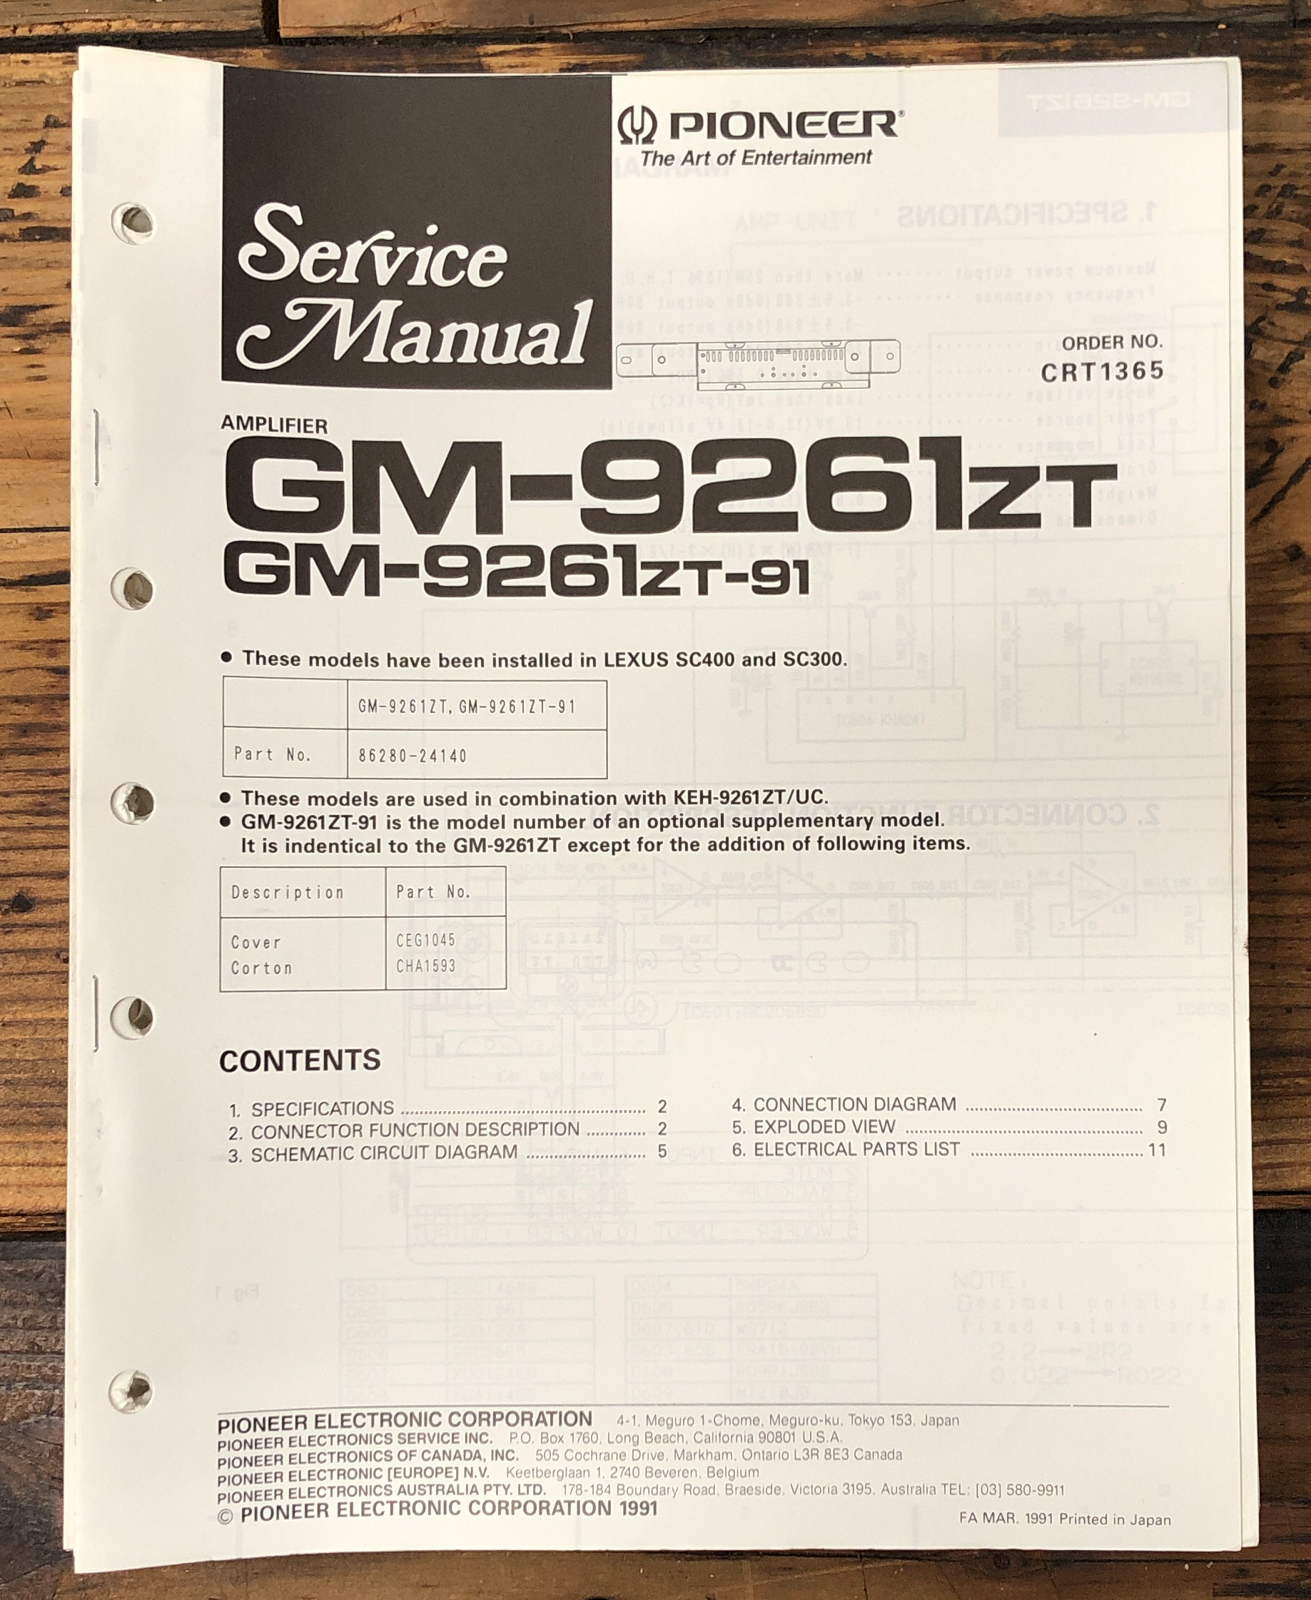 PIONEER®
The Art of Entertainment
Service
Manual
ORDER NO.
CRT1365
AMPLIFIER
GM-9261ZT
GM-9261ZT-91
● These models have been installed in LEXUS SC400 and SC300.
GM-9261ZT, GM-9261ZT-91
Part No. 86280-24140
● These models are used in combination with KEH-9261ZT/UC.
● GM-9261ZT-91 is the model number of an optional supplementary model.
It is indentical to the GM-9261ZT except for the addition of following items.
Description Part No.
Cover CEG1045
Corton CHA1593
CONTENTS
1. SPECIFICATIONS ........ 2
2. CONNECTOR FUNCTION DESCRIPTION ........ 2
3. SCHEMATIC CIRCUIT DIAGRAM ........ 5
4. CONNECTION DIAGRAM ........ 7
5. EXPLODED VIEW ........ 9
6. ELECTRICAL PARTS LIST ........ 11
PIONEER ELECTRONIC CORPORATION 4-1, Meguro 1-Chome, Meguro-ku, Tokyo 153, Japan
PIONEER ELECTRONICS SERVICE INC. P.O. Box 1760, Long Beach, California 90801 U.S.A.
PIONEER ELECTRONICS OF CANADA, INC. 505 Cochrane Drive, Markham, Ontario L3R 8E3 Canada
PIONEER ELECTRONIC [EUROPE] N.V. Keetberglaan 1, 2740 Beveren, Belgium
PIONEER ELECTRONICS AUSTRALIA PTY. LTD. 178-184 Boundary Road, Braeside, Victoria 3195, Australia TEL: [03] 580-9911
© PIONEER ELECTRONIC CORPORATION 1991
FA MAR. 1991 Printed in Japan